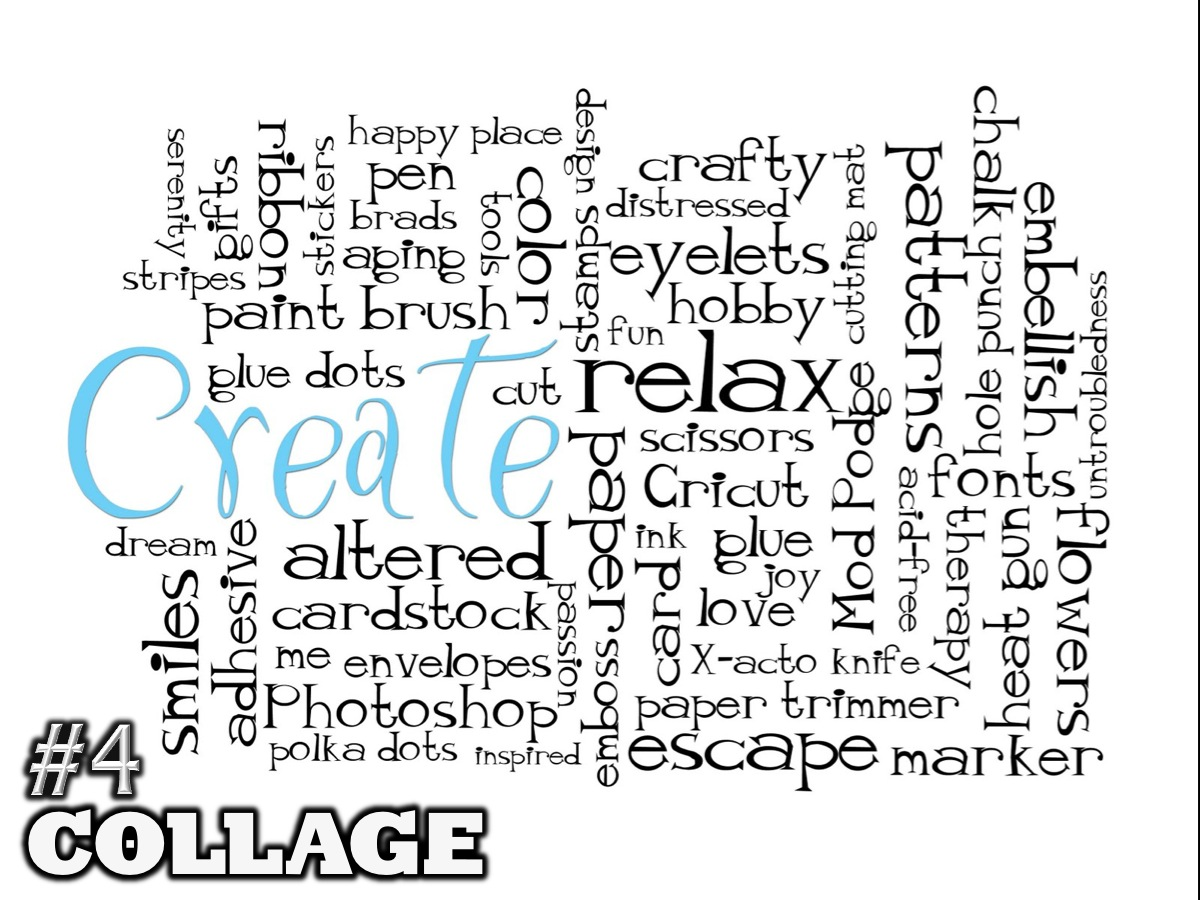 serenity
gifts
ribbon
stickers
happy place
pen
brads
aging
tools
color
design
stamps
stripes
paint brush
crafty
distressed
eyelets
hobby
fun
cutting mat
patterns
chalk
hole punch
embellish
untroubledness
Create
glue dots
cut
relax
scissors
Cricut
Mod Podge
paper
ink
glue
joy
love
card
acid-free
fonts
therapy
heat gun
flowers
dream
smiles
adhesive
altered
cardstock
passion
me
envelopes
Photoshop
polka dots
inspired
emboss
X-acto knife
paper trimmer
escape
marker
#4
COLLAGE